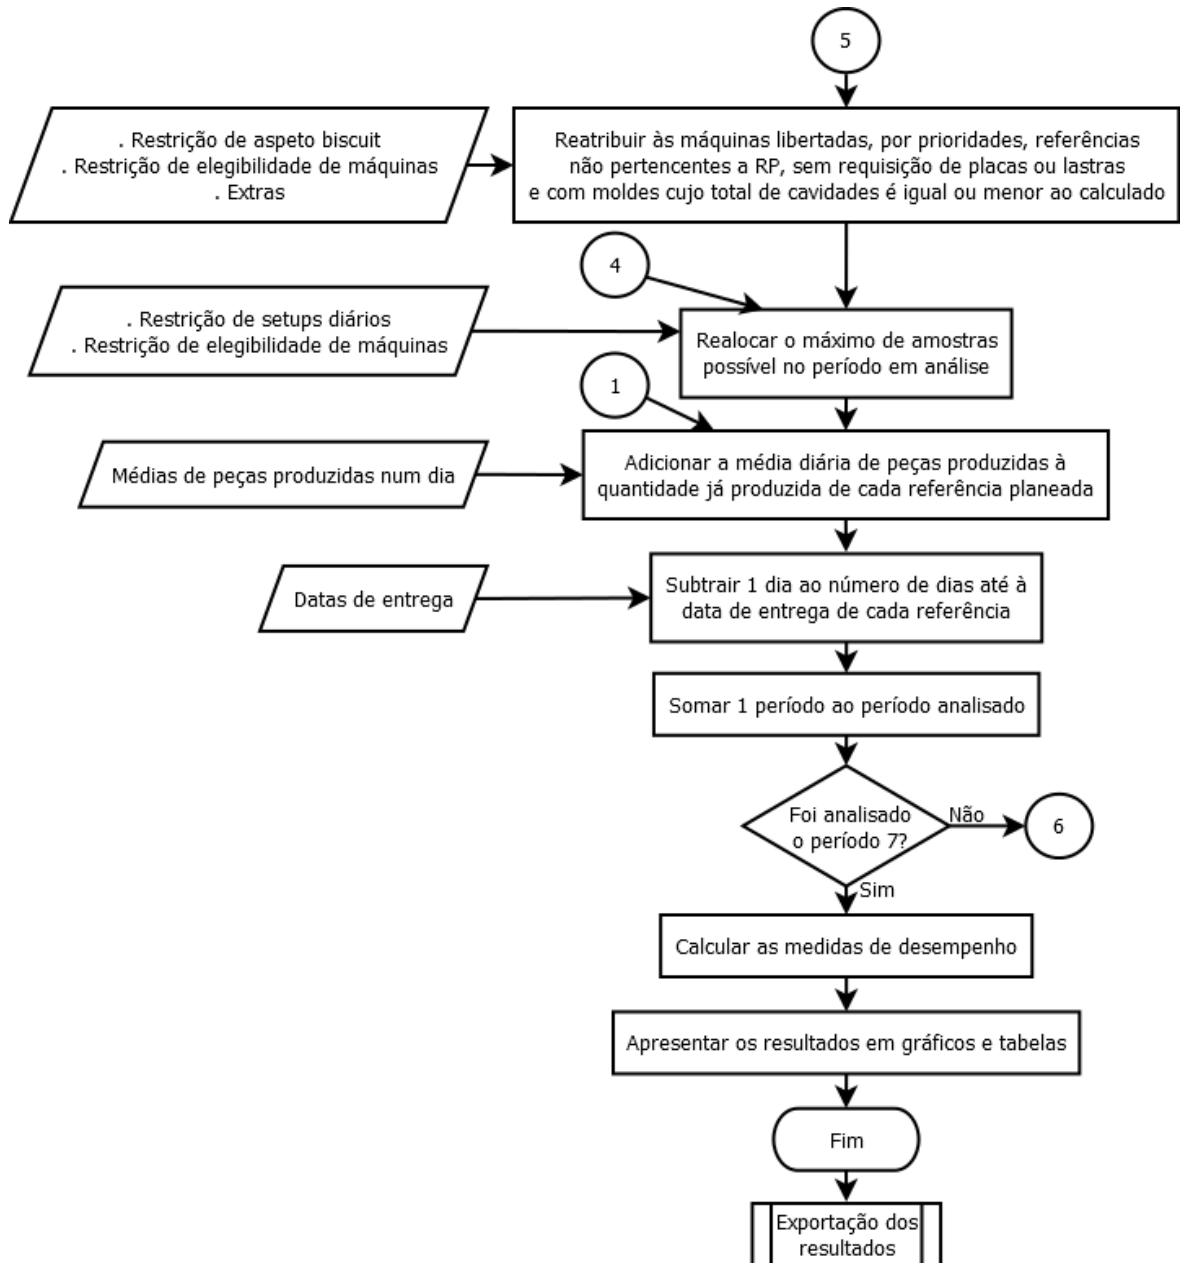 5
. Restrição de aspeto biscuit
. Restrição de elegibilidade de máquinas
. Extras
Reatribuir às máquinas libertadas, por prioridades, referências
não pertencentes a RP, sem requisição de placas ou lastras
e com moldes cujo total de cavidades é igual ou menor ao calculado
4
. Restrição de setups diários
. Restrição de elegibilidade de máquinas
Realocar o máximo de amostras
possível no período em análise
1
Médias de peças produzidas num dia
Adicionar a média diária de peças produzidas à
quantidade já produzida de cada referência planeada
Datas de entrega
Subtrair 1 dia ao número de dias até à
data de entrega de cada referência
Somar 1 período ao período analisado
Foi analisado
o período 7?
Não
6
Sim
Calcular as medidas de desempenho
Apresentar os resultados em gráficos e tabelas
Fim
Exportação dos
resultados